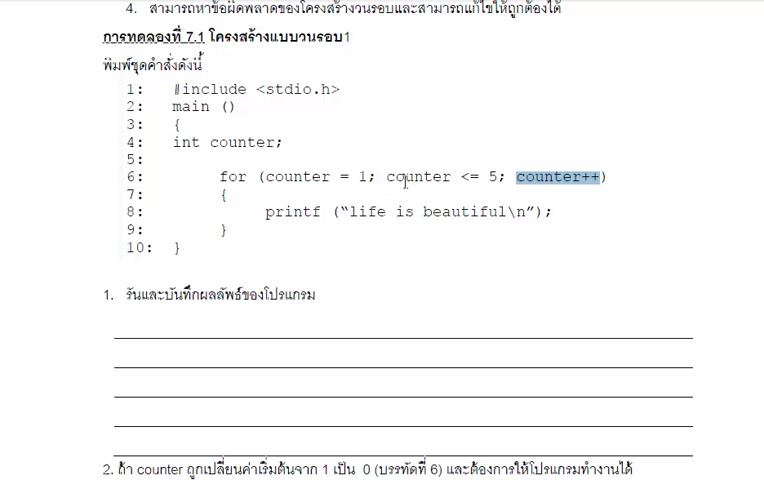 4. สามารถหาข้อผิดพลาดของโครงสร้างวนรอบและสามารถแก้ไขให้ถูกต้องได้
การทดลองที่ 7.1 โครงสร้างแบบวนรอบ1
พิมพ์ชุดคำสั่งดังนี้
1: #include <stdio.h>
2: main ()
3: {
4: int counter;
5:
6: for (counter = 1; counter <= 5; counter++)
7: {
8: printf (“life is beautiful\n”);
9: }
10: }
1. รันและบันทึกผลลัพธ์ของโปรแกรม
2. ถ้า counter ถูกเปลี่ยนค่าเริ่มต้นจาก 1 เป็น 0 (บรรทัดที่ 6) และต้องการให้โปรแกรมทำงานได้